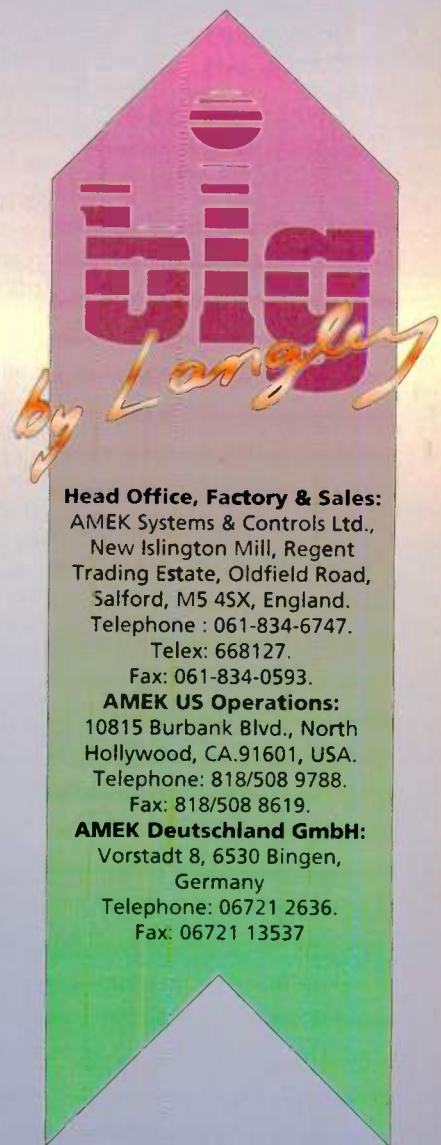 big
by Langley
Head Office, Factory & Sales:
AMEK Systems & Controls Ltd.,
New Islington Mill, Regent
Trading Estate, Oldfield Road,
Salford, M5 4SX, England.
Telephone : 061-834-6747.
Telex: 668127.
Fax: 061-834-0593.
AMEK US Operations:
10815 Burbank Blvd., North
Hollywood, CA.91601, USA.
Telephone: 818/508 9788.
Fax: 818/508 8619.
AMEK Deutschland GmbH:
Vorstadt 8, 6530 Bingen,
Germany
Telephone: 06721 2636.
Fax: 06721 13537